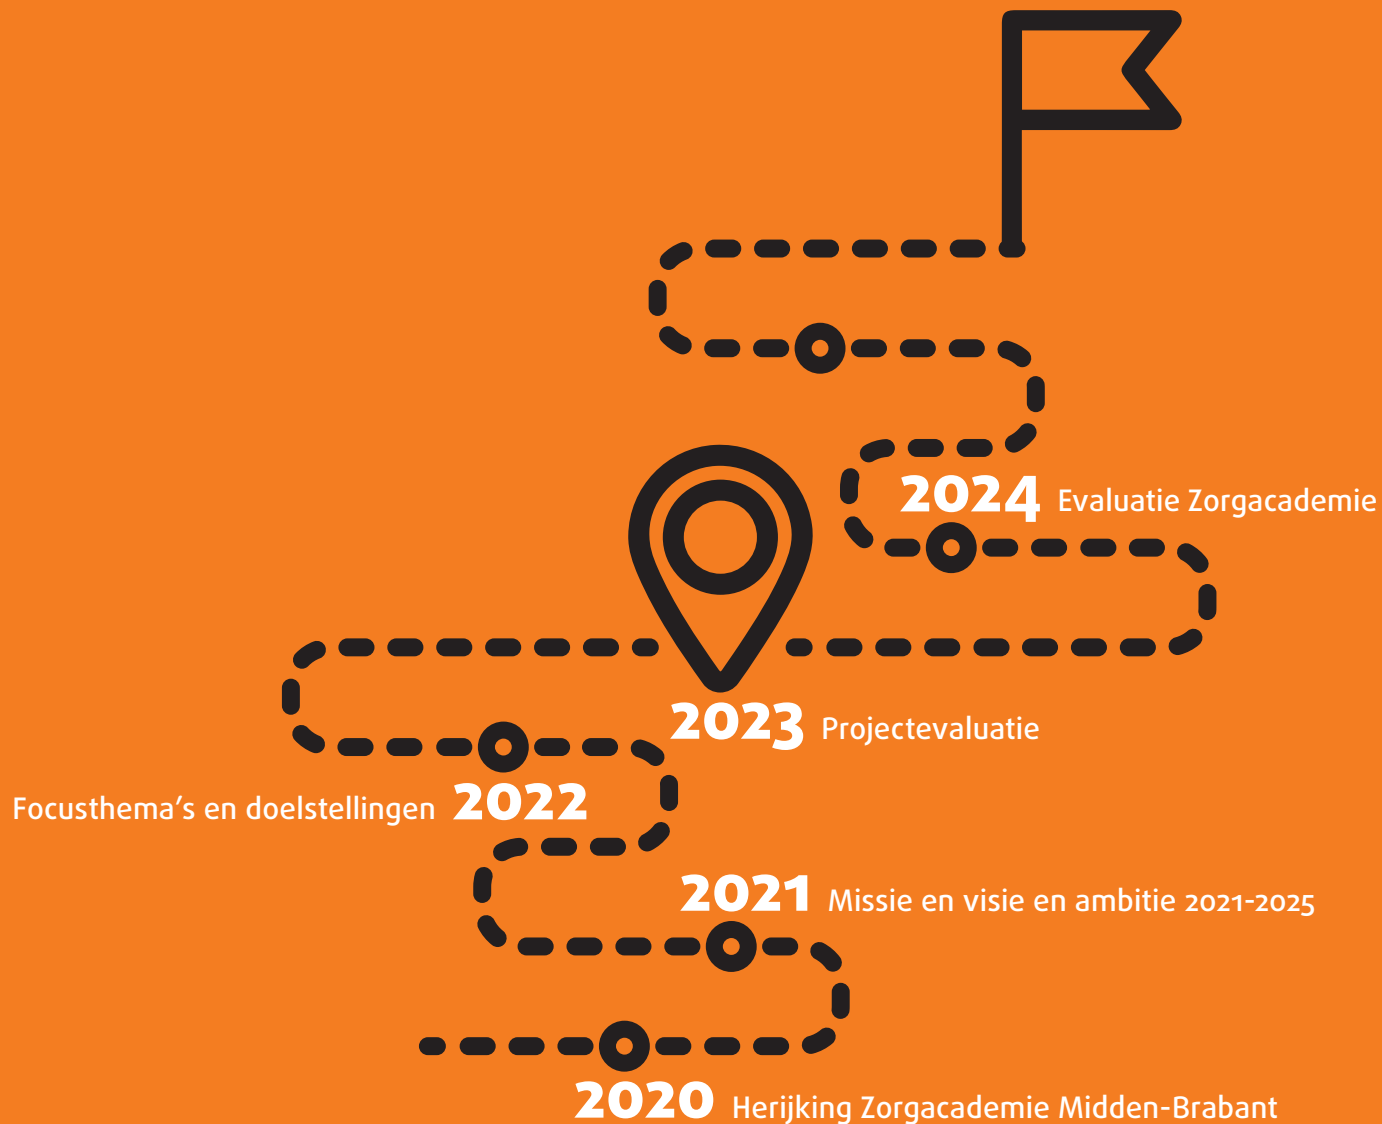 2024 Evaluatie Zorgacademie
2023 Projectevaluatie
Focusthema's en doelstellingen 2022
2021 Missie en visie en ambitie 2021-2025
2020 Herijking Zorgacademie Midden-Brabant